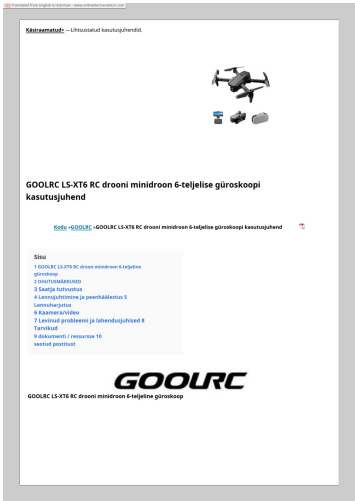 Translated from English to Estonian - www.onlinedoctranslator.com
Käsiraamatud+ —Lihtsustatud kasutusjuhendid.
GOOLRC LS-XT6 RC drooni minidroon 6-teljelise güroskoopi
kasutusjuhend
Kodu »GOOLRC »GOOLRC LS-XT6 RC drooni minidroon 6-teljelise güroskoopi kasutusjuhend
Sisu
1 GOOLRC LS-XT6 RC droon minidroon 6-teljeline
güroskoop
2 OHUTUSMÄRKUSED
3 Saatja tutvustus
4 Lennujuhtimine ja peenhäälestus 5
Lennuharjutus
6 Kaamera/video
7 Levinud probleemi ja lahendusjuhised 8
Tarvikud
9 dokumenti / ressursse 10
seotud postitust
GOOLRC
GOOLRC LS-XT6 RC drooni minidroon 6-teljeline güroskoop